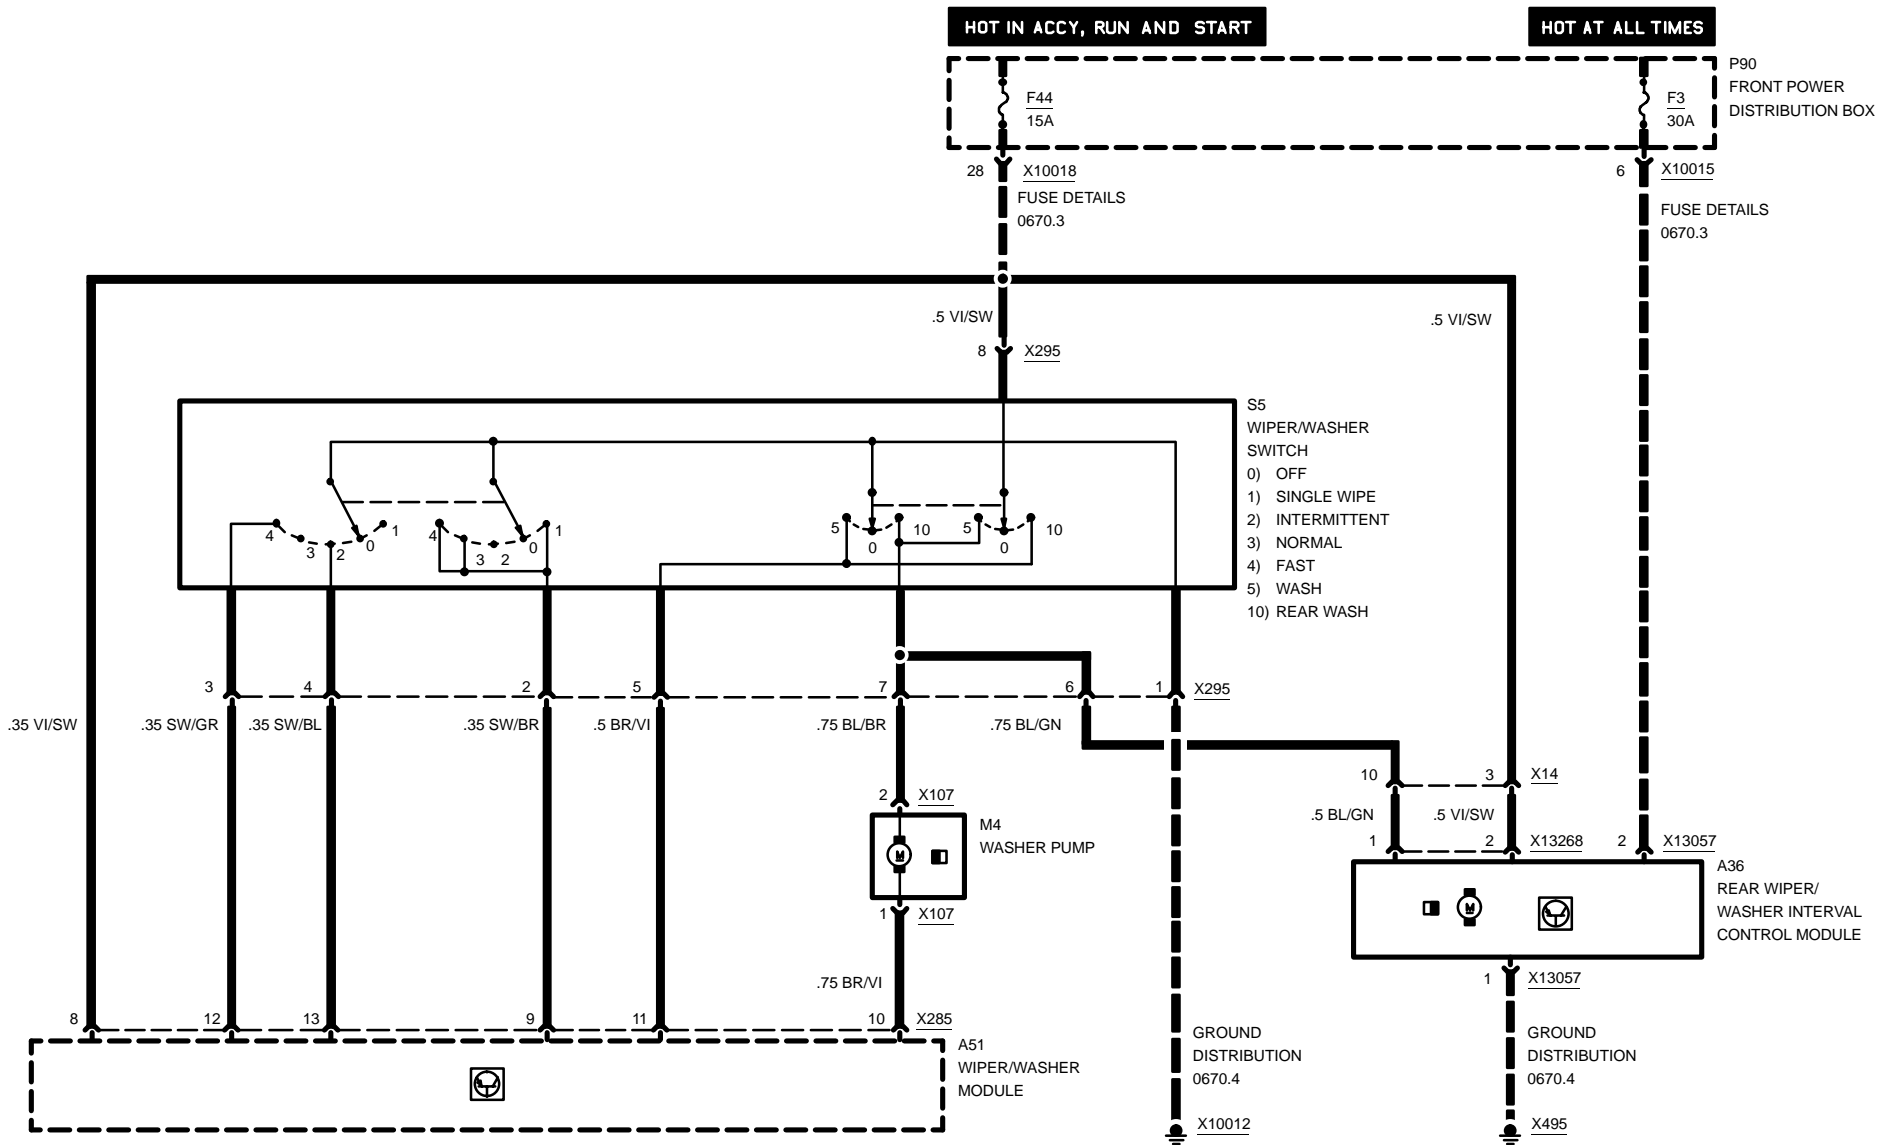 HOT IN ACCY, RUN AND START
HOT AT ALL TIMES
P90
FRONT POWER
DISTRIBUTION BOX
F44
15A
F3
30A
28 X10018
FUSE DETAILS
0670.3
6 X10015
FUSE DETAILS
0670.3
.5 VI/SW
.5 VI/SW
8 X295
S5
WIPER/WASHER
SWITCH
0) OFF
1) SINGLE WIPE
2) INTERMITTENT
3) NORMAL
4) FAST
5) WASH
10) REAR WASH
4 3 2 0 1
4 3 2 0 1
5 0 10
5 0 10
3 4 2 5 7 6 1 X295
.35 VI/SW .35 SW/GR .35 SW/BL .35 SW/BR .5 BR/VI .75 BL/BR .75 BL/GN
10 3 X14
2 X107
.5 BL/GN .5 VI/SW
M4
WASHER PUMP
M
1 2 X13268 2 X13057
A36
REAR WIPER/
WASHER INTERVAL
CONTROL MODULE
M
1 X107
.75 BR/VI
1 X13057
8 12 13 9 11 10 X285
A51
WIPER/WASHER
MODULE
GROUND
DISTRIBUTION
0670.4
X10012
GROUND
DISTRIBUTION
0670.4
X495